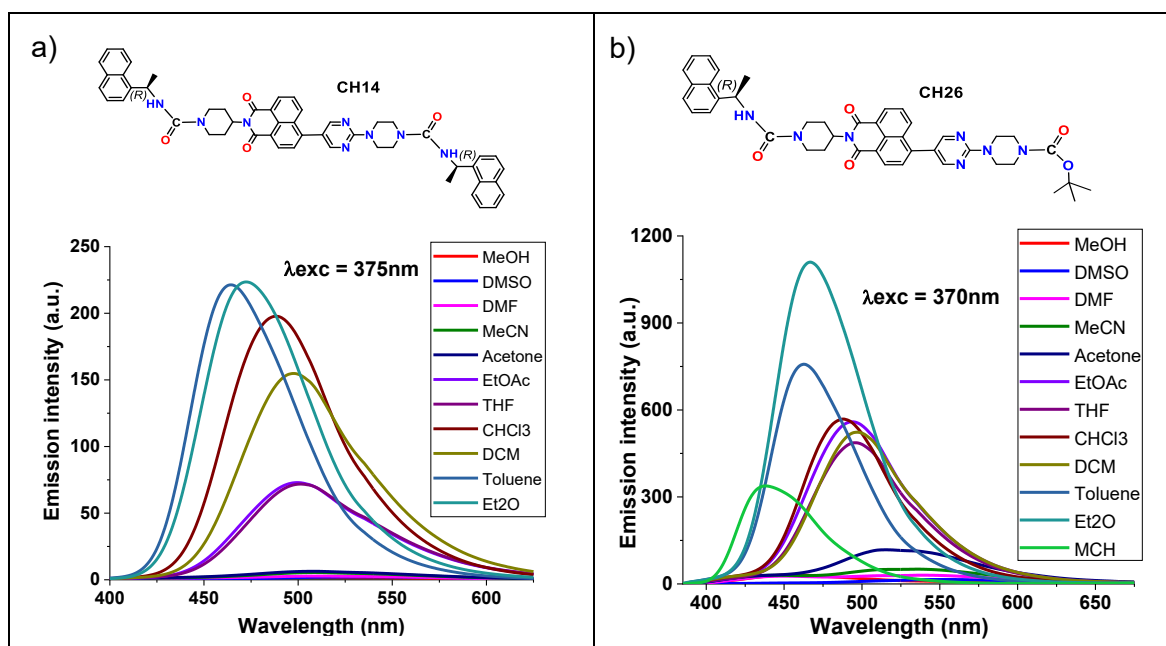 a)
CH14
(R)
HN
O
C
N
O
N
O
N
N
N
N
O
C
NH
(R)
λexc = 375nm
Emission intensity (a.u.)
250
200
150
100
50
0
400
450
500
550
600
Wavelength (nm)
MeOH
DMSO
DMF
MeCN
Acetone
EtOAc
THF
CHCl3
DCM
Toluene
Et2O
b)
CH26
(R)
HN
O
C
N
O
N
O
N
N
N
N
O
C
O
λexc = 370nm
Emission intensity (a.u.)
1200
900
600
300
0
400
450
500
550
600
650
Wavelength (nm)
MeOH
DMSO
DMF
MeCN
Acetone
EtOAc
THF
CHCl3
DCM
Toluene
Et2O
MCH